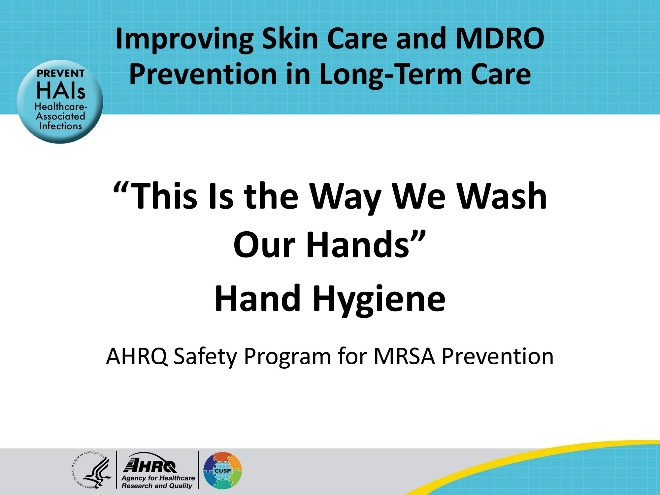 Improving Skin Care and MDRO
Prevention in Long-Term Care
PREVENT
HAIs
Healthcare-
Associated
Infections
“This Is the Way We Wash
Our Hands”
Hand Hygiene
AHRQ Safety Program for MRSA Prevention
AHRQ
Agency for Healthcare
Research and Quality
CUSP